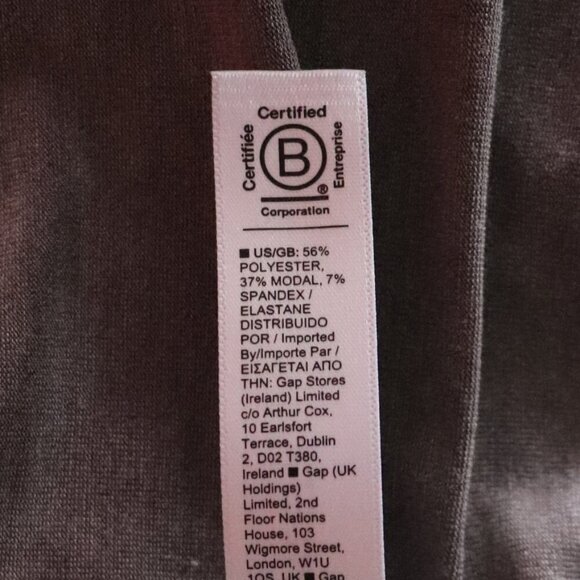 Certified
Certifiée
B
Entreprise
®
Corporation
■ US/GB: 56%
POLYESTER,
37% MODAL, 7%
SPANDEX /
ELASTANE
DISTRIBUIDO
POR / Imported
By/Importe Par /
ΕΙΣΑΓΕΤΑΙ ΑΠΟ
ΤΗΝ: Gap Stores
(Ireland) Limited
c/o Arthur Cox,
10 Earlsfort
Terrace, Dublin
2, D02 T380,
Ireland ■ Gap (UK
Holdings)
Limited, 2nd
Floor Nations
House, 103
Wigmore Street,
London, W1U
1QS, UK ■ Gap